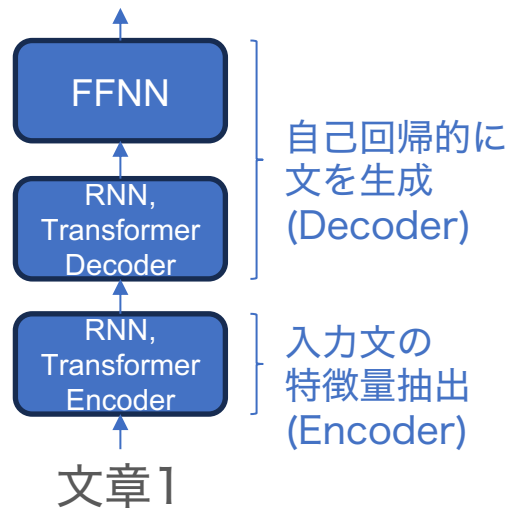 FFNN
自己回帰的に
文を生成
(Decoder)
RNN,
Transformer
Decoder
RNN,
Transformer
Encoder
入力文の
特徴量抽出
(Encoder)
文章1